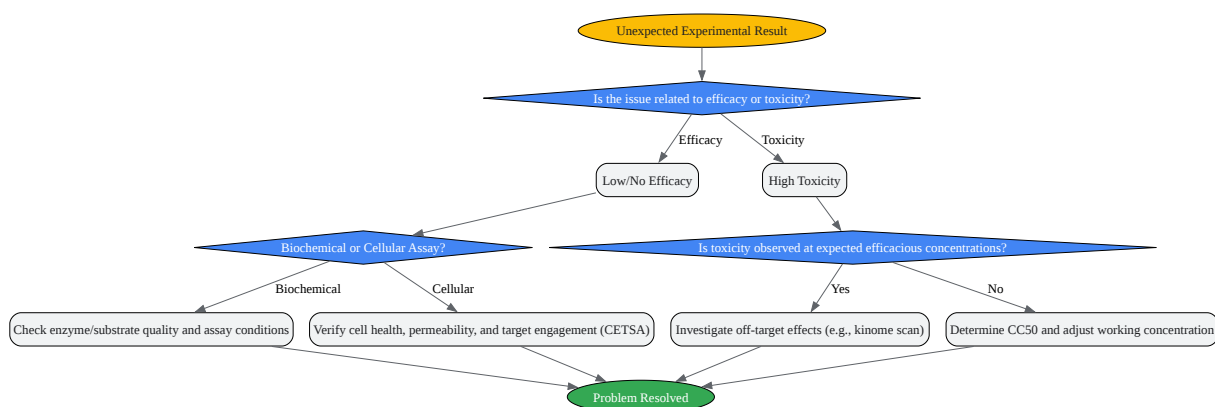 Unexpected Experimental Result
Is the issue related to efficacy or toxicity?
Efficacy
Toxicity
Low/No Efficacy
High Toxicity
Biochemical or Cellular Assay?
Is toxicity observed at expected efficacious concentrations?
Biochemical
Cellular
Yes
No
Check enzyme/substrate quality and assay conditions
Verify cell health, permeability, and target engagement (CETSA)
Investigate off-target effects (e.g., kinome scan)
Determine CC50 and adjust working concentration
Problem Resolved